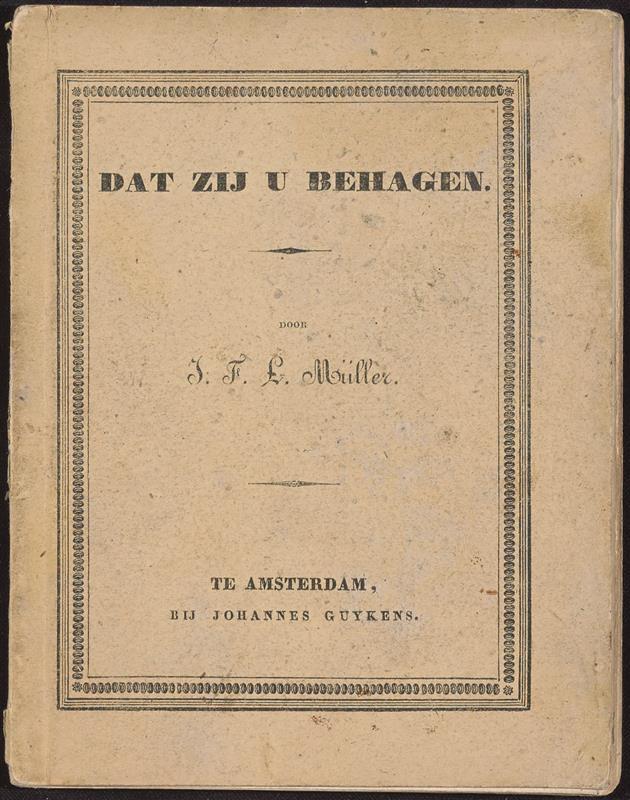 DAT ZIJ U BEHAGEN.
DOOR
J. F. L. Müller.
TE AMSTERDAM,
BIJ JOHANNES GUYKENS.